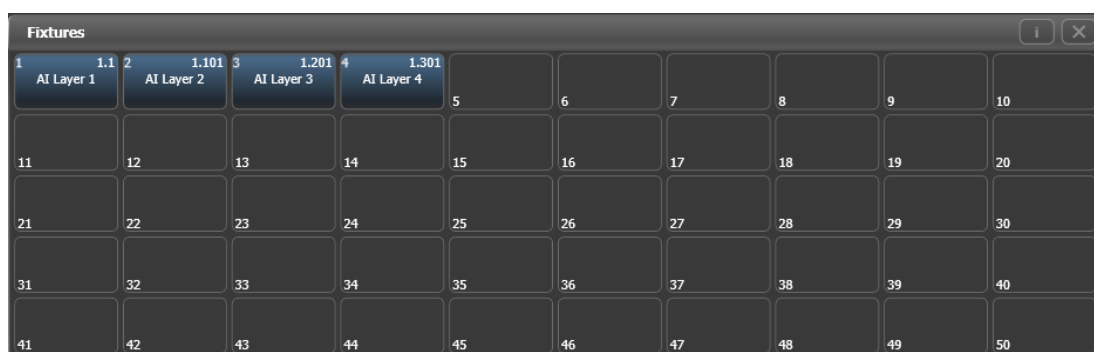 Fixtures
1 1.1 2 1.101 3 1.201 4 1.301
AI Layer 1 AI Layer 2 AI Layer 3 AI Layer 4
5 6 7 8 9 10
11 12 13 14 15 16 17 18 19 20
21 22 23 24 25 26 27 28 29 30
31 32 33 34 35 36 37 38 39 40
41 42 43 44 45 46 47 48 49 50